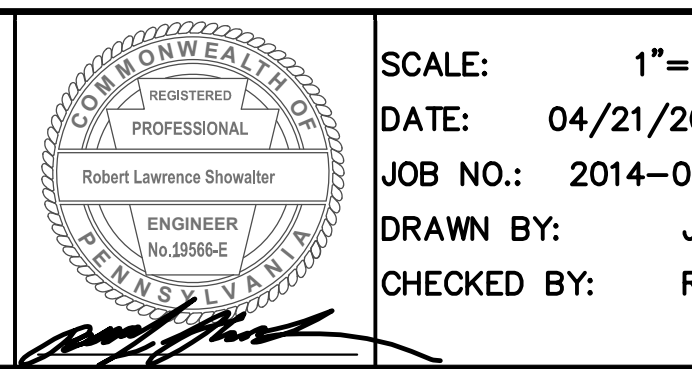 COMMONWEALTH OF
REGISTERED
PROFESSIONAL
Robert Lawrence Showalter
ENGINEER
No.19566-E
PENNSYLVANIA
SCALE: 1"=
DATE: 04/21/20
JOB NO.: 2014-0
DRAWN BY: J
CHECKED BY: R